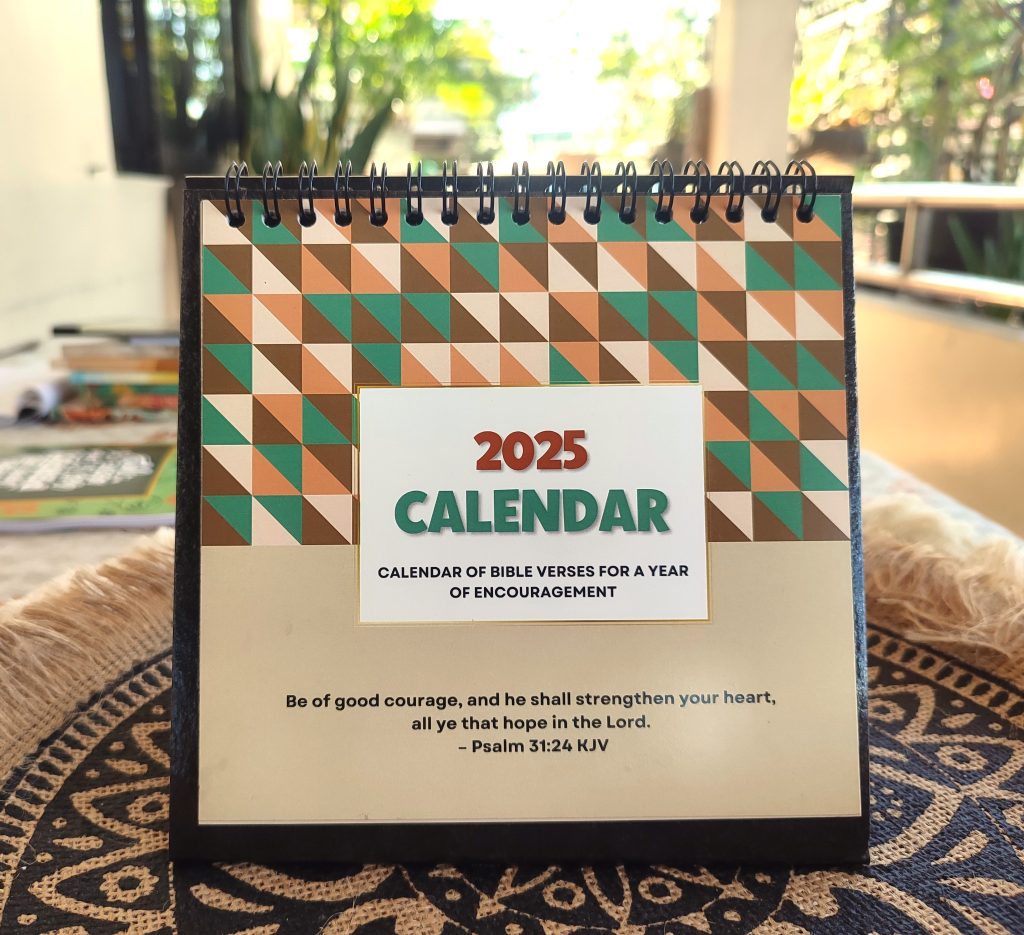 2025
CALENDAR
CALENDAR OF BIBLE VERSES FOR A YEAR
OF ENCOURAGEMENT
Be of good courage, and he shall strengthen your heart,
all ye that hope in the Lord.
– Psalm 31:24 KJV